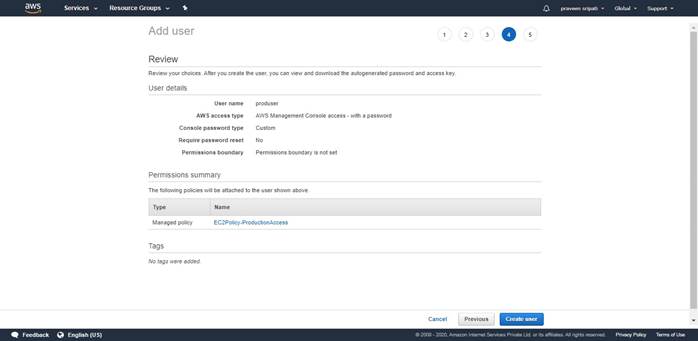 aws Services Resource Groups praveen sripati Global Support
Add user 1 2 3 4 5
Review
Review your choices. After you create the user, you can view and download the autogenerated password and access key.
User details
User name produser
AWS access type AWS Management Console access - with a password
Console password type Custom
Require password reset No
Permissions boundary Permissions boundary is not set
Permissions summary
The following policies will be attached to the user shown above.
Type Name
Managed policy EC2Policy-ProductionAccess
Tags
No tags were added.
Cancel Previous Create user
Feedback English (US) © 2008 - 2020, Amazon Internet Services Private Ltd. or its affiliates. All rights reserved. Privacy Policy Terms of Use